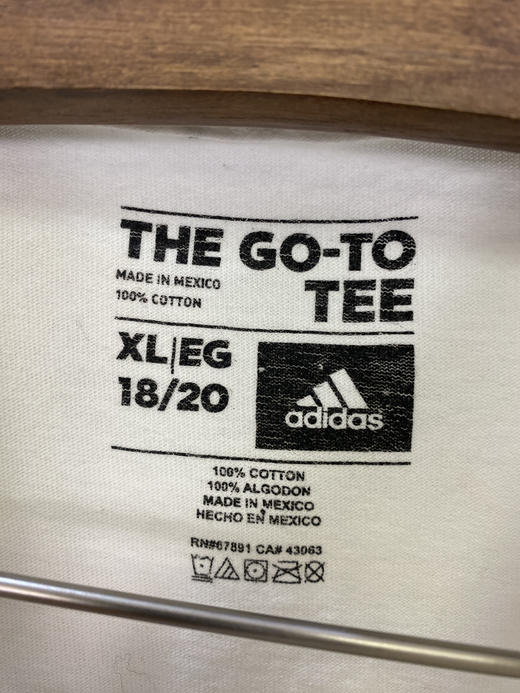 THE GO-TO
TEE
MADE IN MEXICO
100% COTTON
XL|EG
18/20
adidas
100% COTTON
100% ALGODON
MADE IN MEXICO
HECHO EN MEXICO
RN#67891 CA# 43063